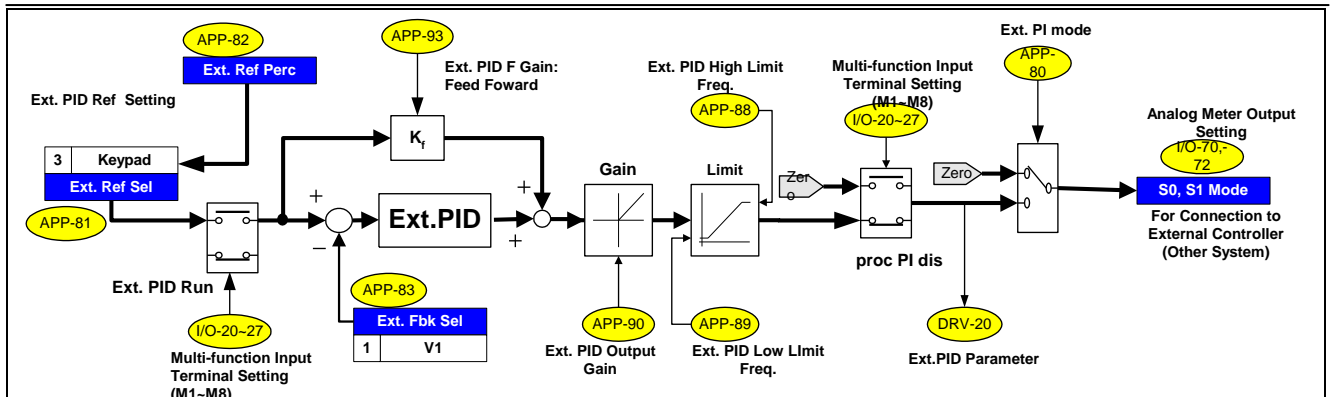 APP-82
Ext. Ref Perc
Ext. PID Ref  Setting
3 Keypad
Ext. Ref Sel
APP-81
Ext. PID Run
I/O-20~27
Multi-function Input
Terminal Setting
(M1~M8)
APP-93
Ext. PID F Gain:
Feed Foward
Kf
+
−
Ext.PID
+
+
APP-83
Ext. Fbk Sel
1 V1
Gain
APP-90
Ext. PID Output
Gain
Ext. PID High Limit
Freq.
APP-88
Limit
APP-89
Ext. PID Low LImit
Freq.
Multi-function Input
Terminal Setting
(M1~M8)
I/O-20~27
Zer
o
proc PI dis
Zero
DRV-20
Ext.PID Parameter
Ext. PI mode
APP-
80
Analog Meter Output
Setting
I/O-70,-
72
S0, S1 Mode
For Connection to
External Controller
(Other System)